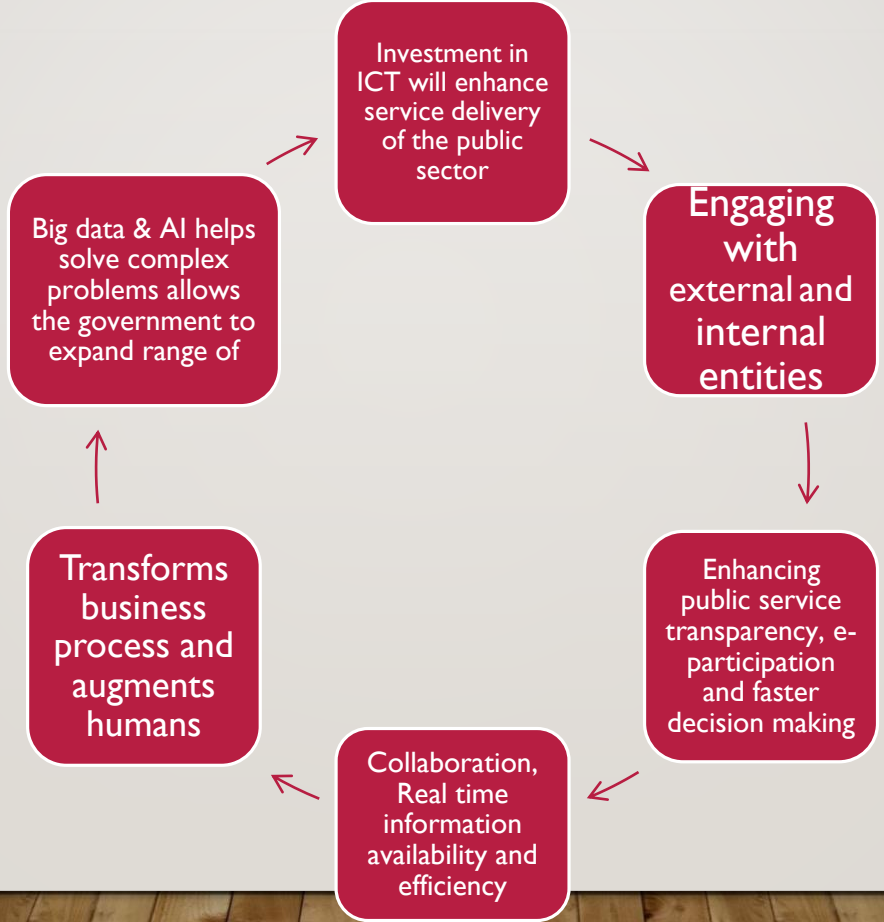 Investment in
ICT will enhance
service delivery
of the public
sector
Engaging
with
external and
internal
entities
Enhancing
public service
transparency, e-
participation
and faster
decision making
Collaboration,
Real time
information
availability and
efficiency
Transforms
business
process and
augments
humans
Big data & AI helps
solve complex
problems allows
the government to
expand range of